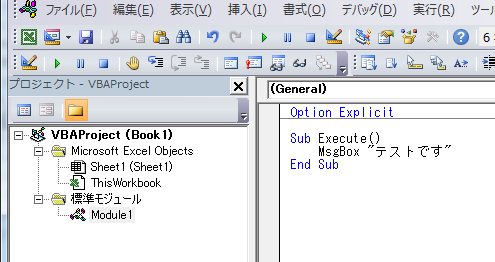 ファイル(F) 編集(E) 表示(V) 挿入(I) 書式(O) デバッグ(D) 実行(R) ツー
6
プロジェクト - VBAProject
VBAProject (Book1)
Microsoft Excel Objects
Sheet1 (Sheet1)
ThisWorkbook
標準モジュール
Module1
(General)
Option Explicit
Sub Execute()
MsgBox "テストです"
End Sub